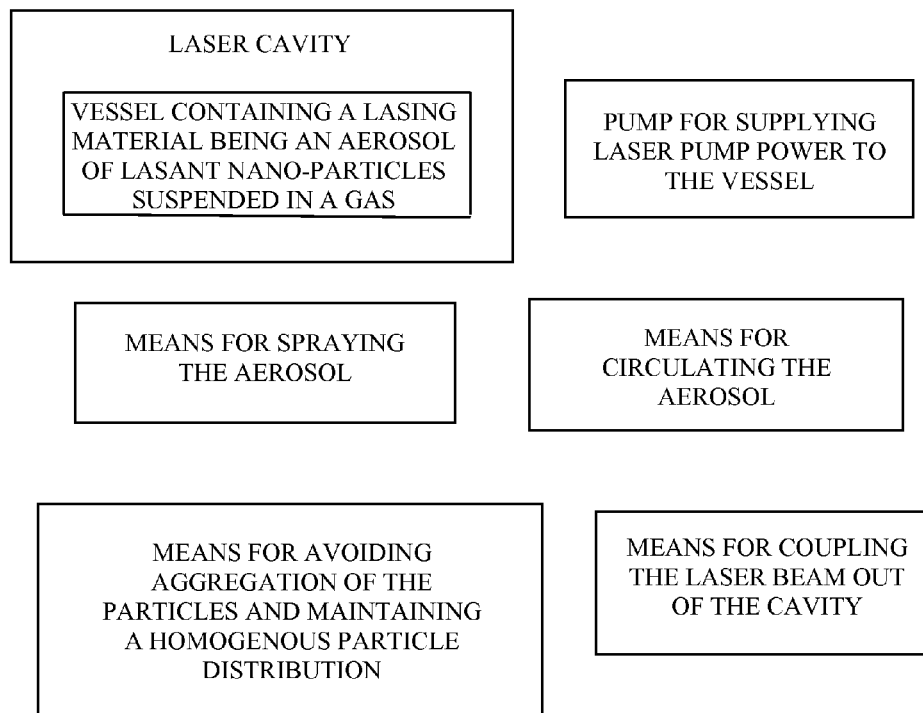 LASER CAVITY
VESSEL CONTAINING A LASING
MATERIAL BEING AN AEROSOL
OF LASANT NANO-PARTICLES
SUSPENDED IN A GAS
PUMP FOR SUPPLYING
LASER PUMP POWER TO
THE VESSEL
MEANS FOR SPRAYING
THE AEROSOL
MEANS FOR
CIRCULATING THE
AEROSOL
MEANS FOR AVOIDING
AGGREGATION OF THE
PARTICLES AND MAINTAINING
A HOMOGENOUS PARTICLE
DISTRIBUTION
MEANS FOR COUPLING
THE LASER BEAM OUT
OF THE CAVITY